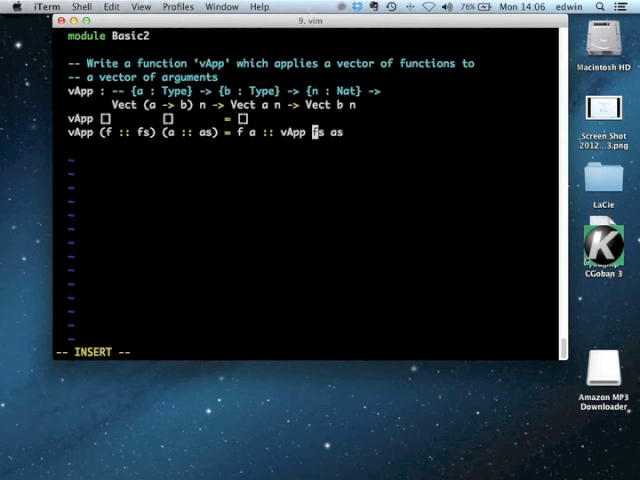 iTerm Shell Edit View Profiles Window Help 76% Mon 14:06 edwin
9. vim
module Basic2
-- Write a function 'vApp' which applies a vector of functions to
-- a vector of arguments
vApp : -- {a : Type} -> {b : Type} -> {n : Nat} ->
Vect (a -> b) n -> Vect a n -> Vect b n
vApp [] [] = []
vApp (f :: fs) (a :: as) = f a :: vApp fs as
~
~
~
~
~
~
~
~
~
~
~
~
~
~
-- INSERT --
Macintosh HD
Screen Shot
2012...3.png
LaCie
K
CGoban 3
Amazon MP3
Downloader